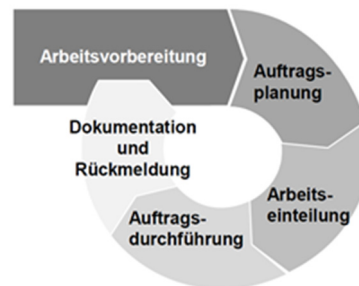 Arbeitsvorbereitung
Auftrags-
planung
Arbeits-
einteilung
Auftrags-
durchführung
Dokumentation
und
Rückmeldung